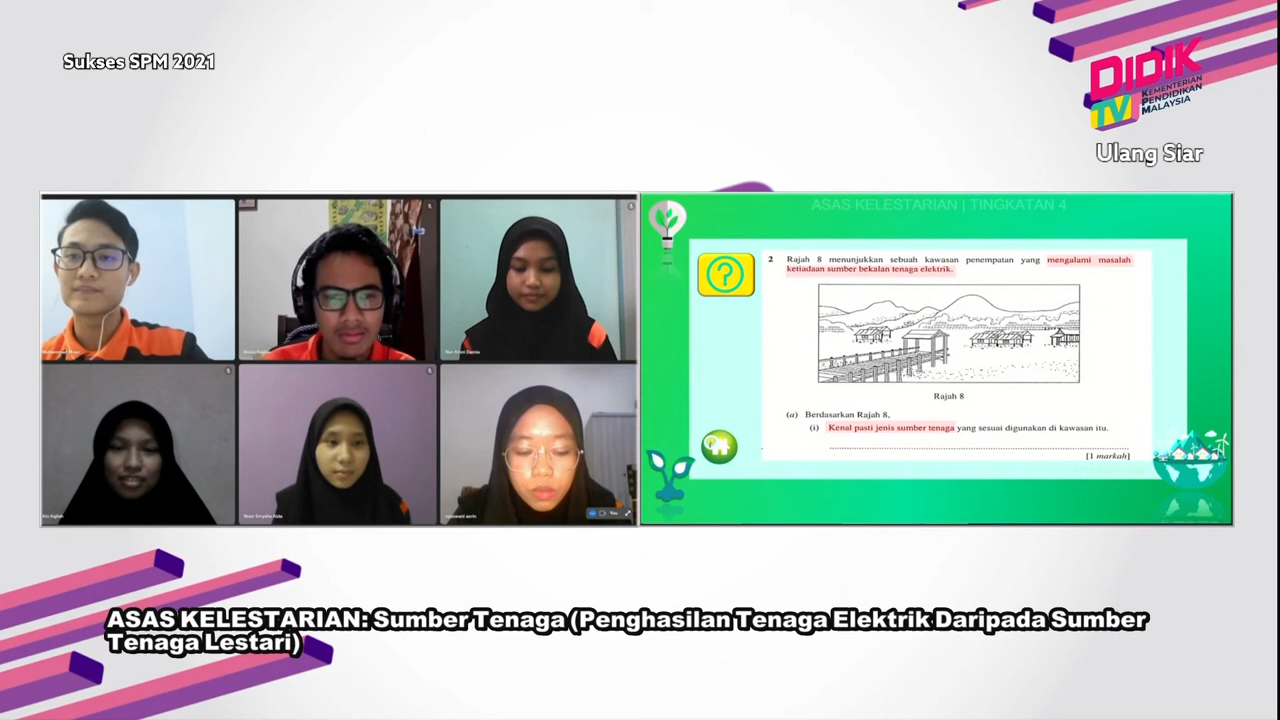 Sukses SPM 2021
DIDIK
TV
KEMENTERIAN
PENDIDIKAN
MALAYSIA
Ulang Siar
ASAS KELESTARIAN | TINGKATAN 4
2 Rajah 8 menunjukkan sebuah kawasan penempatan yang mengalami masalah
ketiadaan sumber bekalan tenaga elektrik.
Rajah 8
(a) Berdasarkan Rajah 8,
(i) Kenal pasti jenis sumber tenaga yang sesuai digunakan di kawasan itu.
[1 markah]
You
ASAS KELESTARIAN: Sumber Tenaga (Penghasilan Tenaga Elektrik Daripada Sumber
Tenaga Lestari)